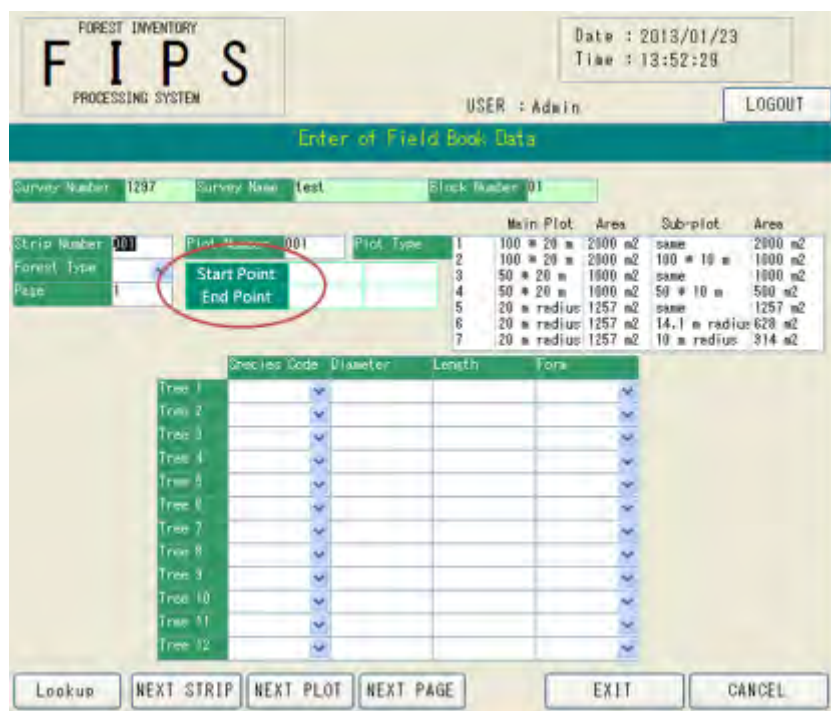 FOREST INVENTORY
FIPS
PROCESSING SYSTEM
Date : 2013/01/23
Time : 13:52:29
USER : Admin
LOGOUT
Enter of Field Book Data
Survey Number 1297 Survey Name test Block Number 01
Main Plot Area Sub-plot Area
Strip Number 001 Plot Number 001 Plot Type 1 100 * 20 m 2000 m2 same 2000 m2
2 100 * 20 m 2000 m2 100 * 10 m 1000 m2
Forest Type Start Point 3 50 * 20 m 1000 m2 same 1000 m2
Page 1 End Point 4 50 * 20 m 1000 m2 50 * 10 m 500 m2
5 20 m radius 1257 m2 same 1257 m2
6 20 m radius 1257 m2 14.1 m radius 628 m2
7 20 m radius 1257 m2 10 m radius 314 m2
Species Code Diameter Length Form
Tree 1
Tree 2
Tree 3
Tree 4
Tree 5
Tree 6
Tree 7
Tree 8
Tree 9
Tree 10
Tree 11
Tree 12
Lookup NEXT STRIP NEXT PLOT NEXT PAGE EXIT CANCEL